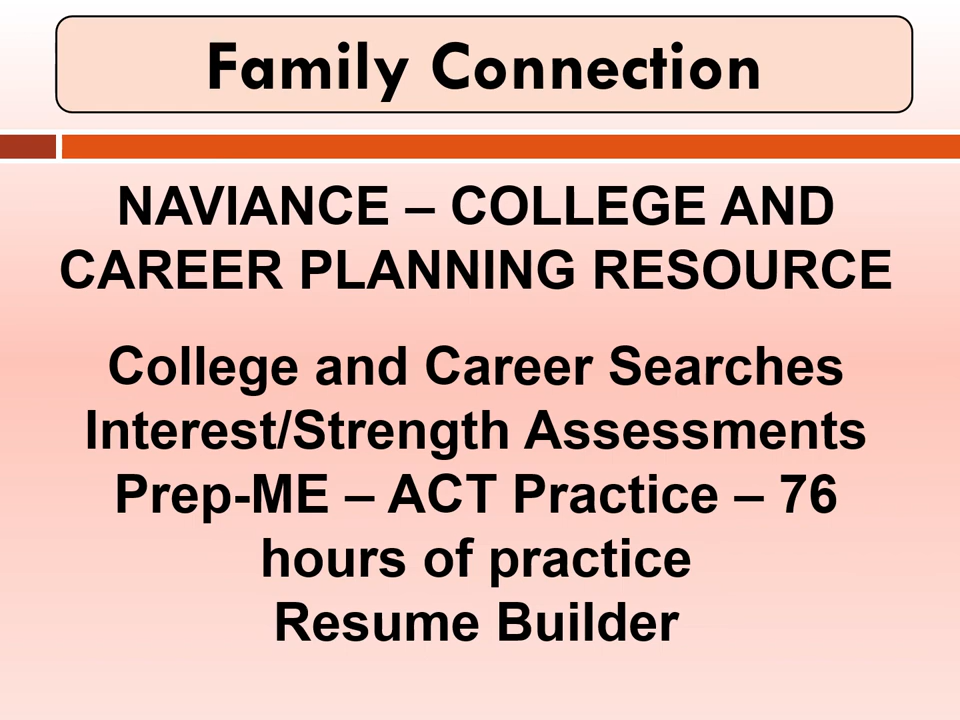 Family Connection
NAVIANCE – COLLEGE AND
CAREER PLANNING RESOURCE
College and Career Searches
Interest/Strength Assessments
Prep-ME – ACT Practice – 76
hours of practice
Resume Builder